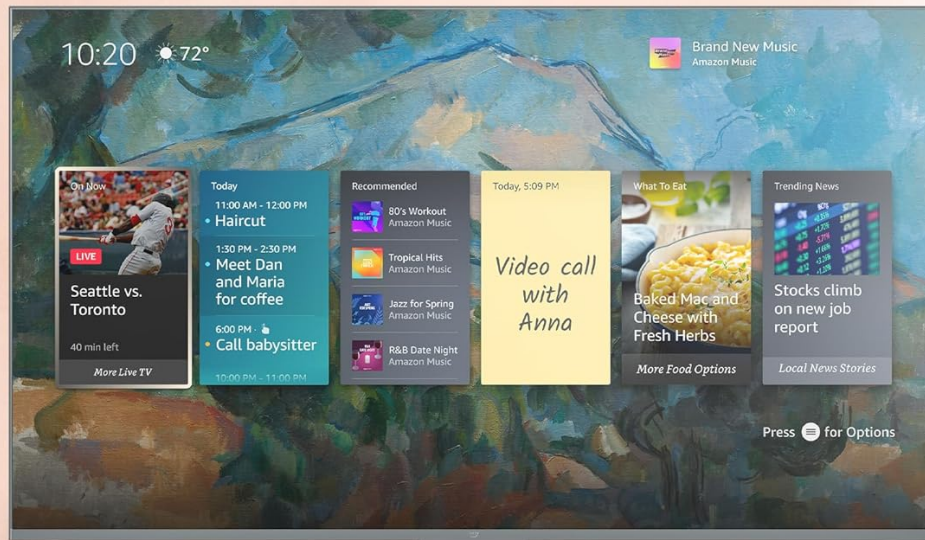 10:20 72°
Brand New Music
Amazon Music
On Now
LIVE
Seattle vs.
Toronto
40 min left
More Live TV
Today
11:00 AM - 12:00 PM
Haircut
1:30 PM - 2:30 PM
Meet Dan
and Maria
for coffee
6:00 PM ·
Call babysitter
10:00 PM - 11:00 PM
Recommended
80's Workout
Amazon Music
Tropical Hits
Amazon Music
Jazz for Spring
Amazon Music
R&B Date Night
Amazon Music
Today, 5:09 PM
Video call
with
Anna
What To Eat
Baked Mac and
Cheese with
Fresh Herbs
More Food Options
Trending News
Stocks climb
on new job
report
Local News Stories
Press for Options